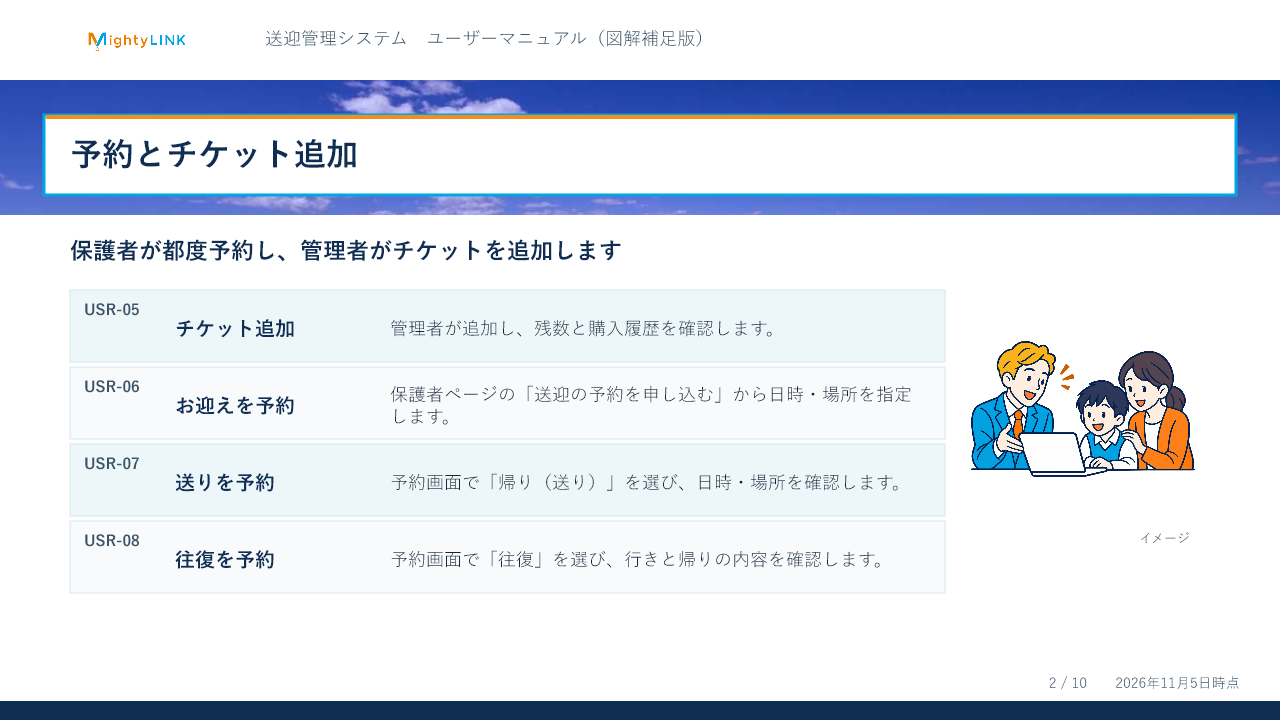 MightyLINK
送迎管理システム　ユーザーマニュアル（図解補足版）
予約とチケット追加
保護者が都度予約し、管理者がチケットを追加します
USR-05
チケット追加
管理者が追加し、残数と購入履歴を確認します。
USR-06
お迎えを予約
保護者ページの「送迎の予約を申し込む」から日時・場所を指定
します。
USR-07
送りを予約
予約画面で「帰り（送り）」を選び、日時・場所を確認します。
USR-08
往復を予約
予約画面で「往復」を選び、行きと帰りの内容を確認します。
イメージ
2 / 10　2026年11月5日時点